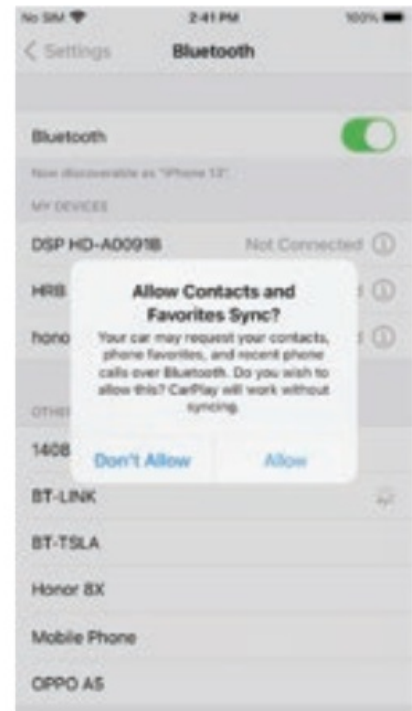 No SIM 2:41 PM 100%
Settings Bluetooth
Bluetooth
Now discoverable as "iPhone 13".
MY DEVICES
DSP HD-A0091B Not Connected
HRB
hono
Allow Contacts and
Favorites Sync?
Your car may request your contacts,
phone favorites, and recent phone
calls over Bluetooth. Do you wish to
allow this? CarPlay will work without
syncing.
Don't Allow Allow
OTHE
1408
BT-LINK
BT-TSLA
Honor 8X
Mobile Phone
OPPO A5